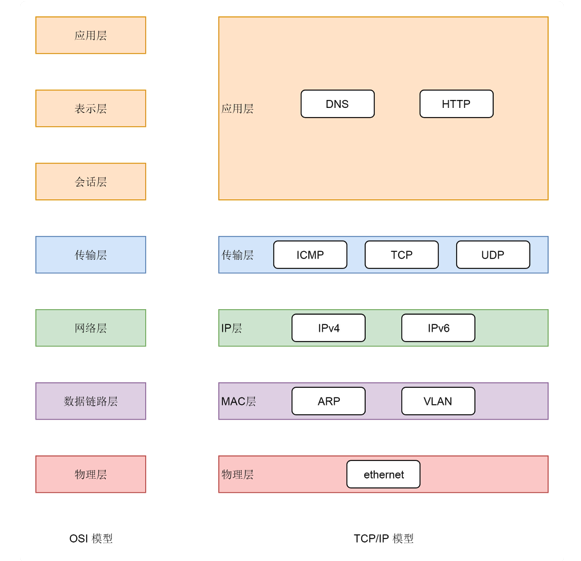 应用层
表示层
会话层
传输层
网络层
数据链路层
物理层
OSI 模型
应用层
DNS
HTTP
传输层
ICMP
TCP
UDP
IP层
IPv4
IPv6
MAC层
ARP
VLAN
物理层
ethernet
TCP/IP 模型